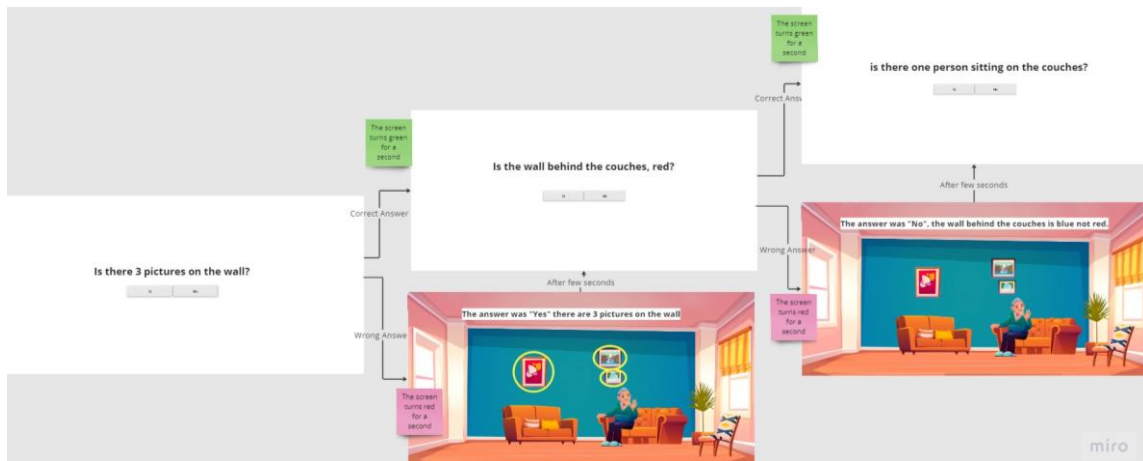 Is there 3 pictures on the wall?
Correct Answer
Wrong Answe
The screen
turns green
for a
second
Is the wall behind the couches, red?
After few seconds
The answer was "Yes" there are 3 pictures on the wall
The screen
turns red
for a
second
Correct Answ
Wrong Answer
The screen
turns green
for a
second
is there one person sitting on the couches?
After few seconds
The answer was "No", the wall behind the couches is blue not red.
The screen
turns red
for a
second
miro